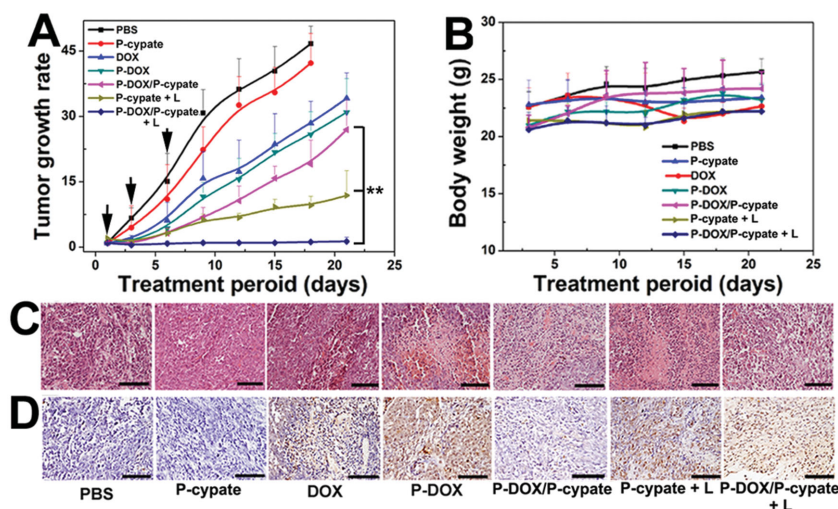 A
Tumor growth rate
45
30
15
0
0
5
10
15
20
25
Treatment peroid (days)
PBS
P-cypate
DOX
P-DOX
P-DOX/P-cypate
P-cypate + L
P-DOX/P-cypate
+ L
**
B
Body weight (g)
30
25
20
15
10
5
10
15
20
25
Treatment peroid (days)
PBS
P-cypate
DOX
P-DOX
P-DOX/P-cypate
P-cypate + L
P-DOX/P-cypate + L
C
D
PBS
P-cypate
DOX
P-DOX
P-DOX/P-cypate
P-cypate + L
P-DOX/P-cypate
+ L